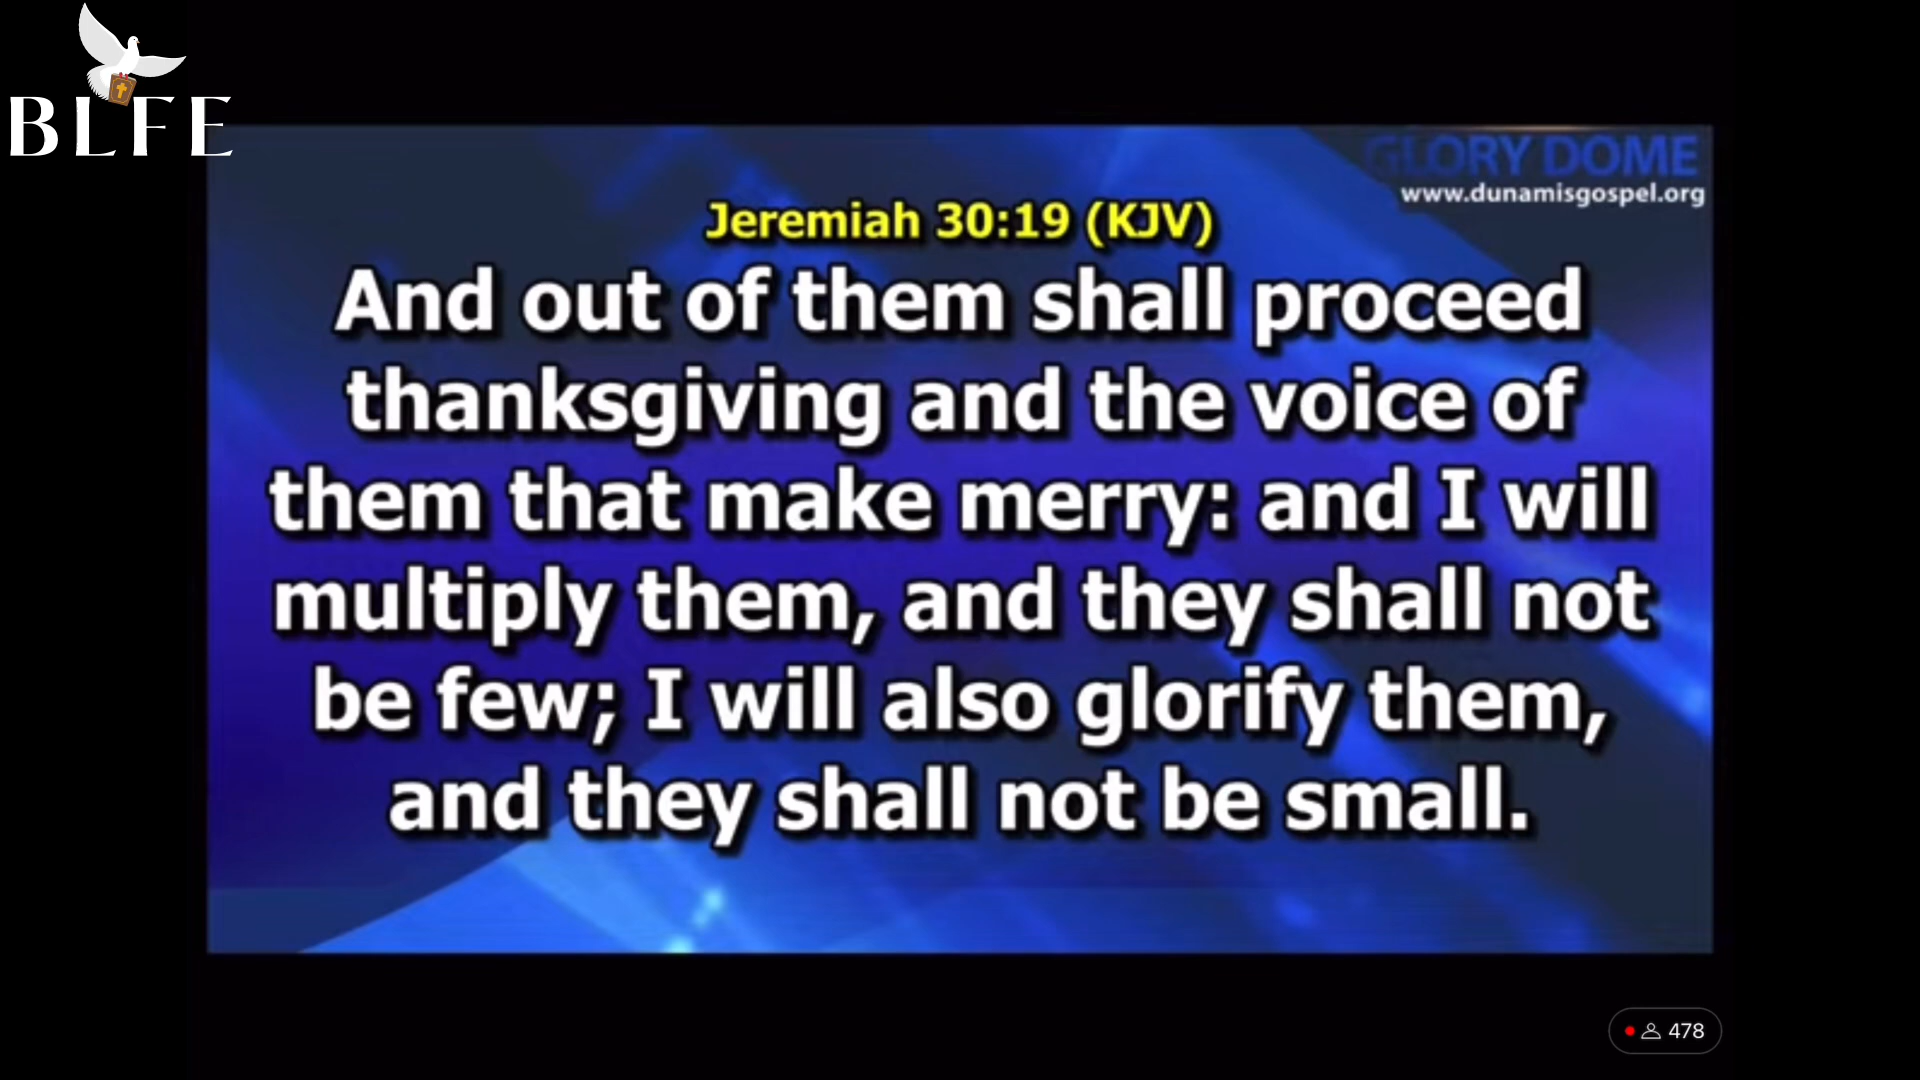 BLFE
GLORY DOME
www.dunamisgospel.org
Jeremiah 30:19 (KJV)
And out of them shall proceed
thanksgiving and the voice of
them that make merry: and I will
multiply them, and they shall not
be few; I will also glorify them,
and they shall not be small.
478